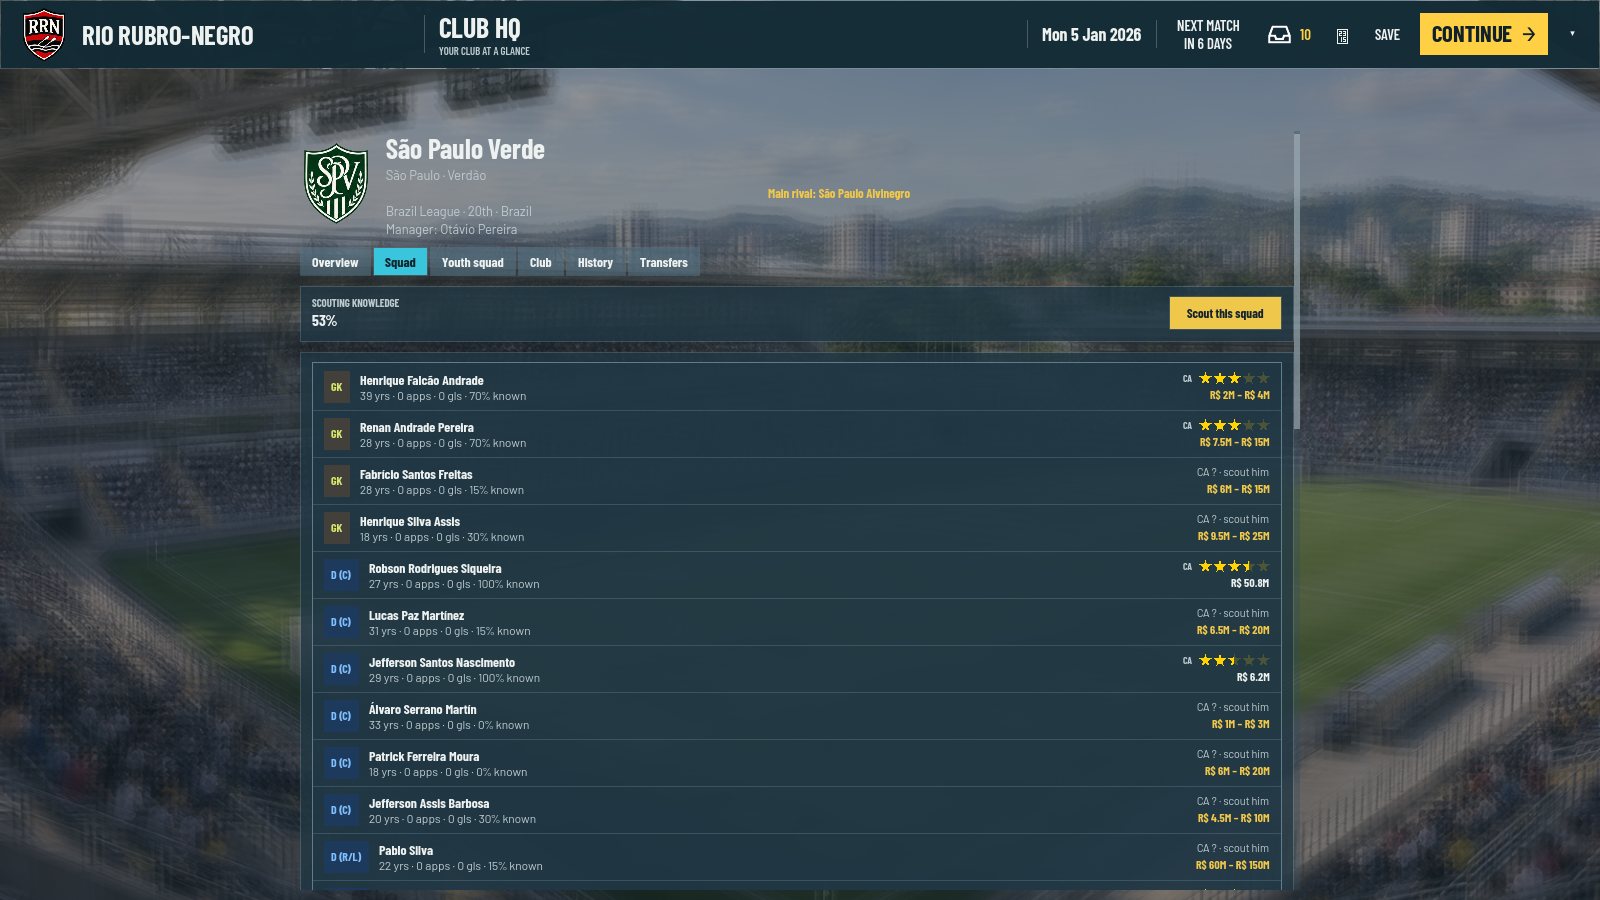 RRN
RIO RUBRO-NEGRO
CLUB HQ
YOUR CLUB AT A GLANCE
Mon 5 Jan 2026
NEXT MATCH
IN 6 DAYS
10
SAVE
CONTINUE →
SPV
São Paulo Verde
São Paulo · Verdão
Main rival: São Paulo Alvinegro
Brazil League · 20th · Brazil
Manager: Otávio Pereira
Overview
Squad
Youth squad
Club
History
Transfers
SCOUTING KNOWLEDGE
53%
Scout this squad
GK
Henrique Falcão Andrade
39 yrs · 0 apps · 0 gls · 70% known
CA
R$ 2M – R$ 4M
GK
Renan Andrade Pereira
28 yrs · 0 apps · 0 gls · 70% known
CA
R$ 7.5M – R$ 15M
GK
Fabrício Santos Freitas
28 yrs · 0 apps · 0 gls · 15% known
CA ? · scout him
R$ 6M – R$ 15M
GK
Henrique Silva Assis
18 yrs · 0 apps · 0 gls · 30% known
CA ? · scout him
R$ 9.5M – R$ 25M
D (C)
Robson Rodrigues Siqueira
27 yrs · 0 apps · 0 gls · 100% known
CA
R$ 50.8M
D (C)
Lucas Paz Martínez
31 yrs · 0 apps · 0 gls · 15% known
CA ? · scout him
R$ 6.5M – R$ 20M
D (C)
Jefferson Santos Nascimento
29 yrs · 0 apps · 0 gls · 100% known
CA
R$ 6.2M
D (C)
Álvaro Serrano Martín
33 yrs · 0 apps · 0 gls · 0% known
CA ? · scout him
R$ 1M – R$ 3M
D (C)
Patrick Ferreira Moura
18 yrs · 0 apps · 0 gls · 0% known
CA ? · scout him
R$ 6M – R$ 20M
D (C)
Jefferson Assis Barbosa
20 yrs · 0 apps · 0 gls · 30% known
CA ? · scout him
R$ 4.5M – R$ 10M
D (R/L)
Pablo Silva
22 yrs · 0 apps · 0 gls · 15% known
CA ? · scout him
R$ 60M – R$ 150M